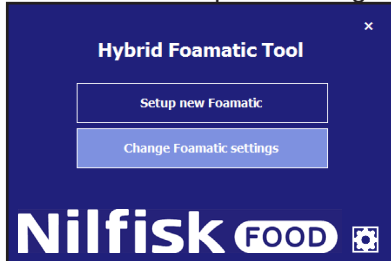 ×
Hybrid Foamatic Tool
Setup new Foamatic
Change Foamatic settings
Nilfisk FOOD